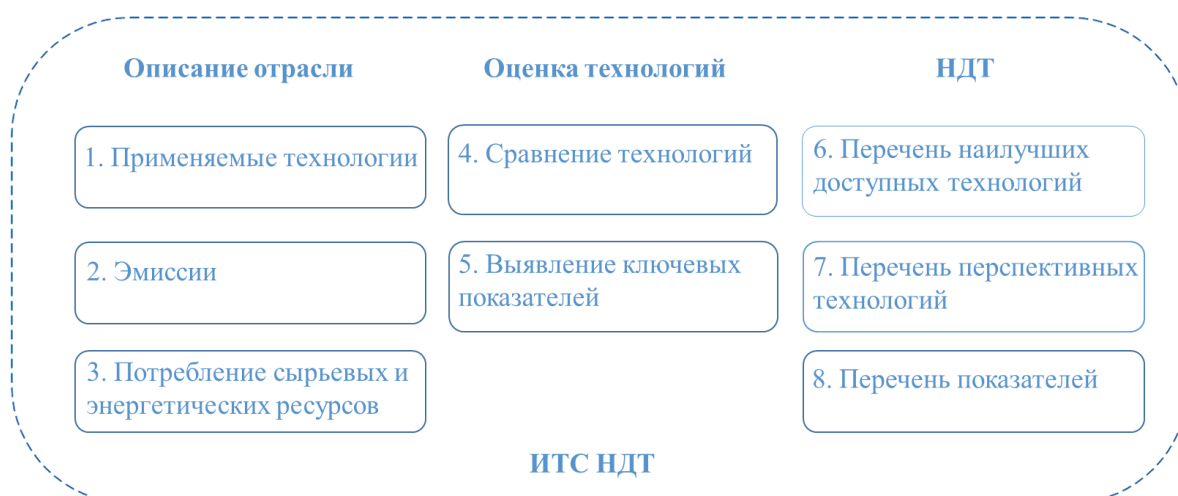 Описание отрасли
Оценка технологий
НДТ
1. Применяемые технологии
4. Сравнение технологий
6. Перечень наилучших
доступных технологий
2. Эмиссии
5. Выявление ключевых
показателей
7. Перечень перспективных
технологий
3. Потребление сырьевых и
энергетических ресурсов
8. Перечень показателей
ИТС НДТ